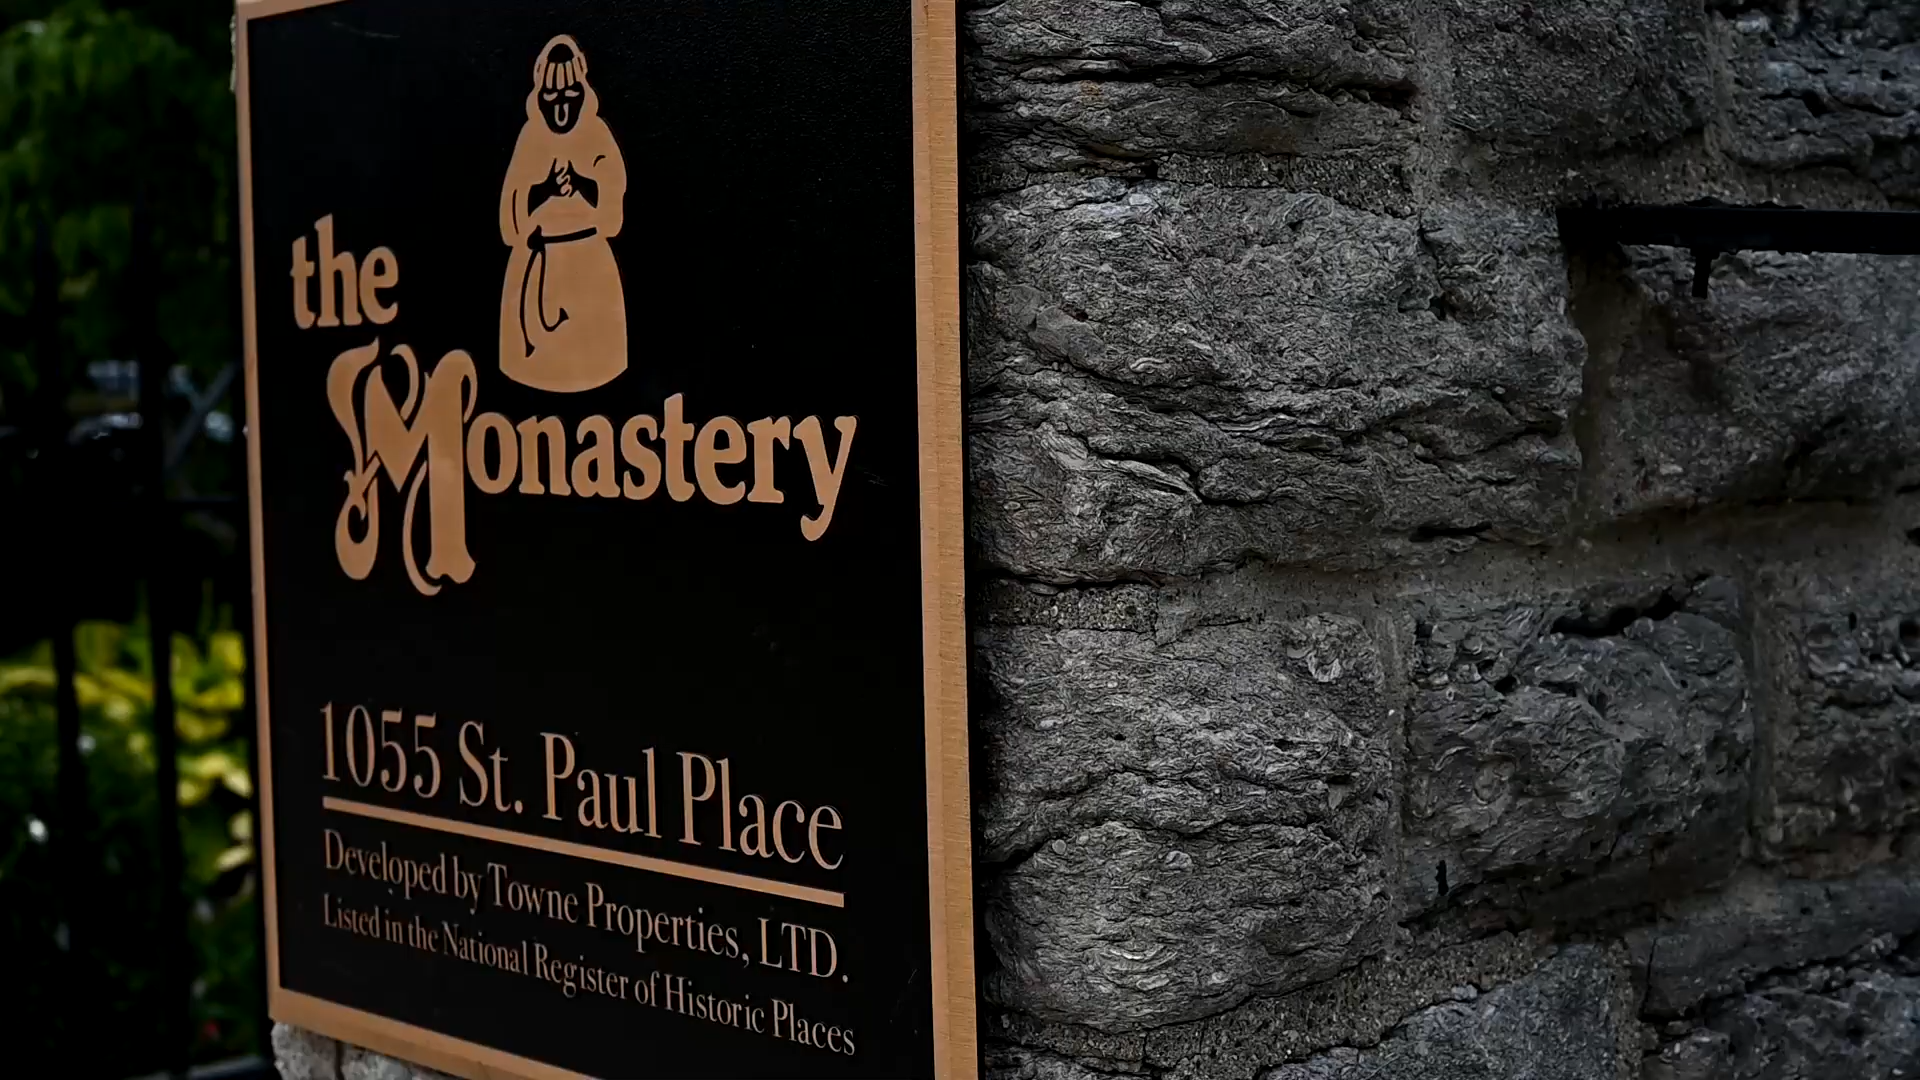 the
Monastery
1055 St. Paul Place
Developed by Towne Properties, LTD.
Listed in the National Register of Historic Places